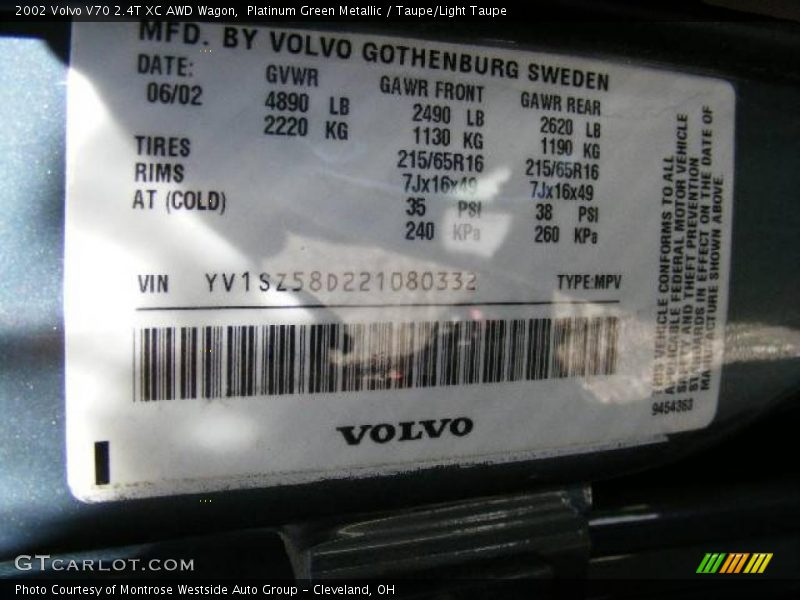 2002 Volvo V70 2.4T XC AWD Wagon,  Platinum Green Metallic / Taupe/Light Taupe
MFD. BY VOLVO GOTHENBURG SWEDEN
DATE: GVWR GAWR FRONT GAWR REAR
06/02 4890 LB 2490 LB 2620 LB
2220 KG 1130 KG 1190 KG
TIRES 215/65R16 215/65R16
RIMS 7Jx16x49 7Jx16x49
AT (COLD) 35 PSI 38 PSI
240 KPa 260 KPa
VIN YV1SZ58D221080332 TYPE:MPV
VOLVO
THIS VEHICLE CONFORMS TO ALL
APPLICABLE FEDERAL MOTOR VEHICLE
SAFETY AND THEFT PREVENTION
STANDARDS IN EFFECT ON THE DATE OF
MANUFACTURE SHOWN ABOVE.
9454363
GTCARLOT.COM
Photo Courtesy of Montrose Westside Auto Group - Cleveland, OH